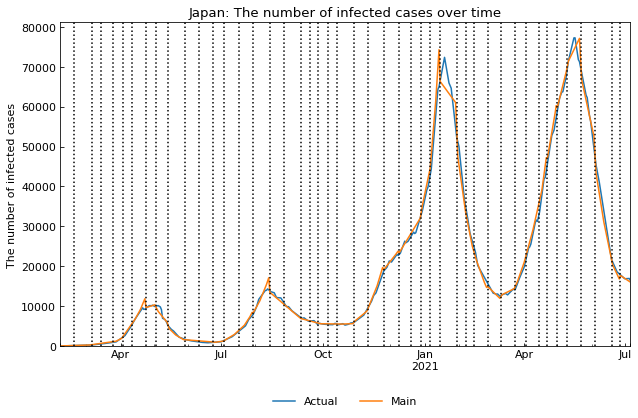 Japan: The number of infected cases over time
The number of infected cases
80000
70000
60000
50000
40000
30000
20000
10000
0
Apr
Jul
Oct
Jan
2021
Apr
Jul
Actual
Main